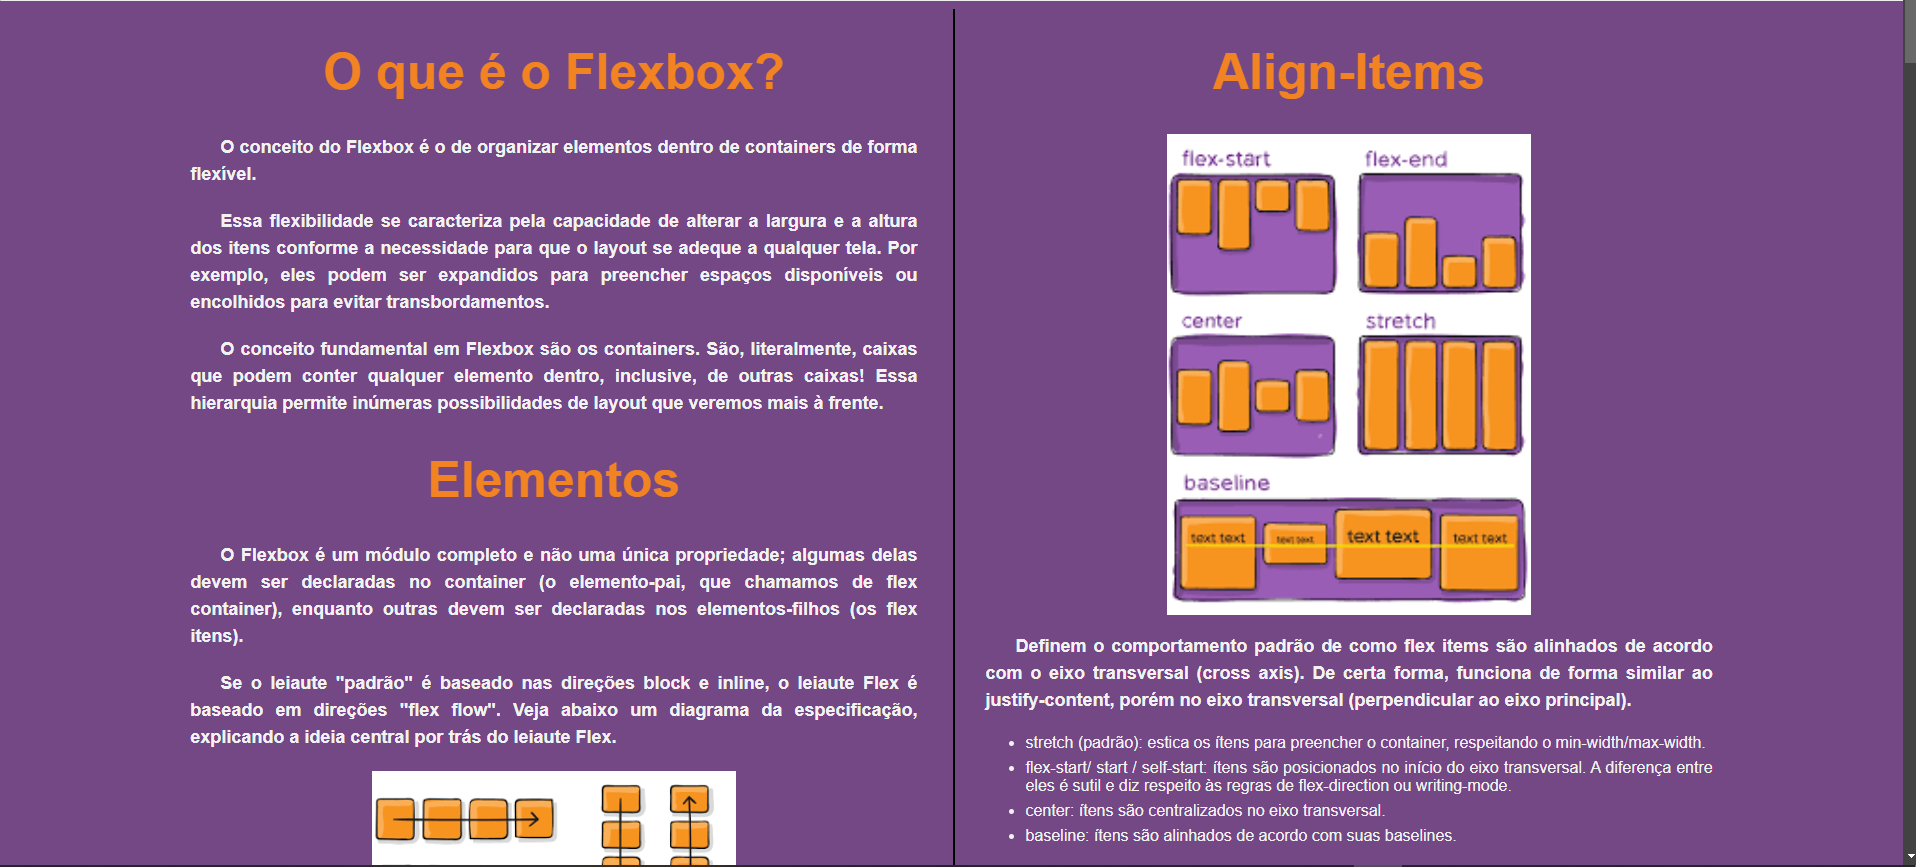 O que é o Flexbox?
O conceito do Flexbox é o de organizar elementos dentro de containers de forma
flexível.
Essa flexibilidade se caracteriza pela capacidade de alterar a largura e a altura
dos itens conforme a necessidade para que o layout se adeque a qualquer tela. Por
exemplo, eles podem ser expandidos para preencher espaços disponíveis ou
encolhidos para evitar transbordamentos.
O conceito fundamental em Flexbox são os containers. São, literalmente, caixas
que podem conter qualquer elemento dentro, inclusive, de outras caixas! Essa
hierarquia permite inúmeras possibilidades de layout que veremos mais à frente.
Elementos
O Flexbox é um módulo completo e não uma única propriedade; algumas delas
devem ser declaradas no container (o elemento-pai, que chamamos de flex
container), enquanto outras devem ser declaradas nos elementos-filhos (os flex
itens).
Se o leiaute "padrão" é baseado nas direções block e inline, o leiaute Flex é
baseado em direções "flex flow". Veja abaixo um diagrama da especificação,
explicando a ideia central por trás do leiaute Flex.
Align-Items
flex-start flex-end
center stretch
baseline
text text text text text text text text
Definem o comportamento padrão de como flex items são alinhados de acordo
com o eixo transversal (cross axis). De certa forma, funciona de forma similar ao
justify-content, porém no eixo transversal (perpendicular ao eixo principal).
• stretch (padrão): estica os ítens para preencher o container, respeitando o min-width/max-width.
• flex-start/ start / self-start: ítens são posicionados no início do eixo transversal. A diferença entre
eles é sutil e diz respeito às regras de flex-direction ou writing-mode.
• center: ítens são centralizados no eixo transversal.
• baseline: ítens são alinhados de acordo com suas baselines.